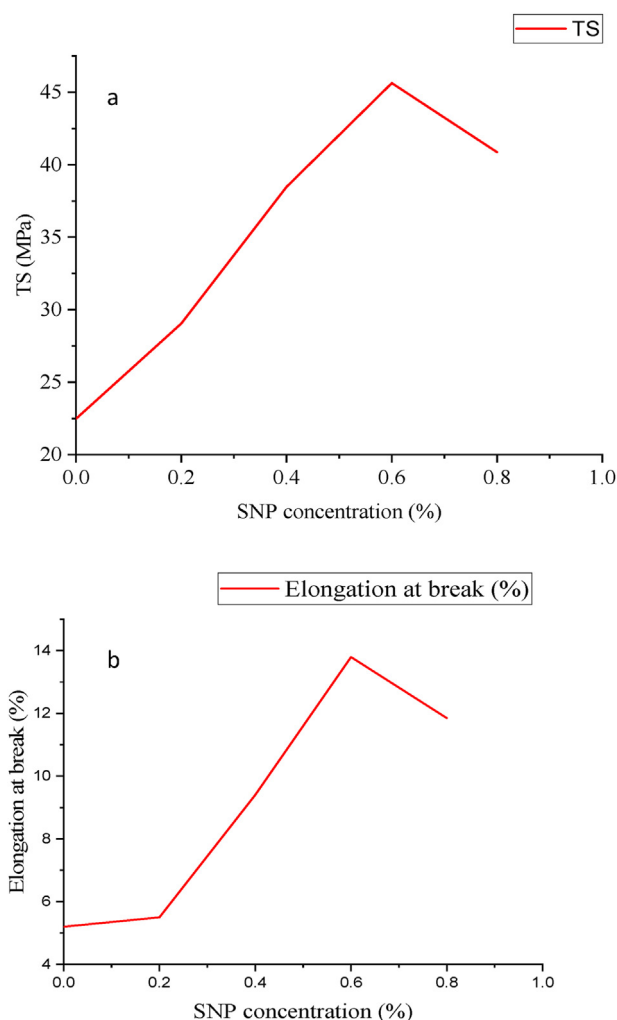 TS
a
45
40
35
30
25
20
TS (MPa)
0.0 0.2 0.4 0.6 0.8 1.0
SNP concentration (%)
Elongation at break (%)
b
14
12
10
8
6
4
Elongation at break (%)
0.0 0.2 0.4 0.6 0.8 1.0
SNP concentration (%)